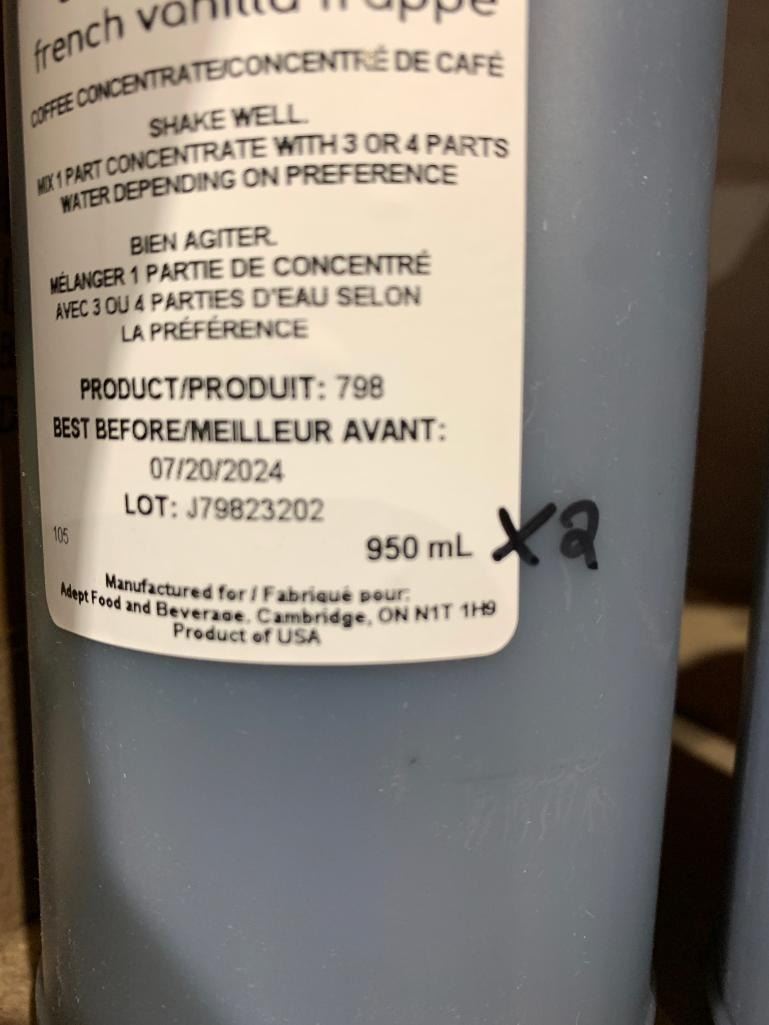 french vanilla frappé
COFFEE CONCENTRATE/CONCENTRÉ DE CAFÉ
SHAKE WELL.
MIX 1 PART CONCENTRATE WITH 3 OR 4 PARTS
WATER DEPENDING ON PREFERENCE
BIEN AGITER.
MÉLANGER 1 PARTIE DE CONCENTRÉ
AVEC 3 OU 4 PARTIES D'EAU SELON
LA PRÉFÉRENCE
PRODUCT/PRODUIT: 798
BEST BEFORE/MEILLEUR AVANT:
07/20/2024
LOT: J79823202
105
950 mL X2
Manufactured for / Fabriqué pour:
Adept Food and Beverage, Cambridge, ON N1T 1H9
Product of USA